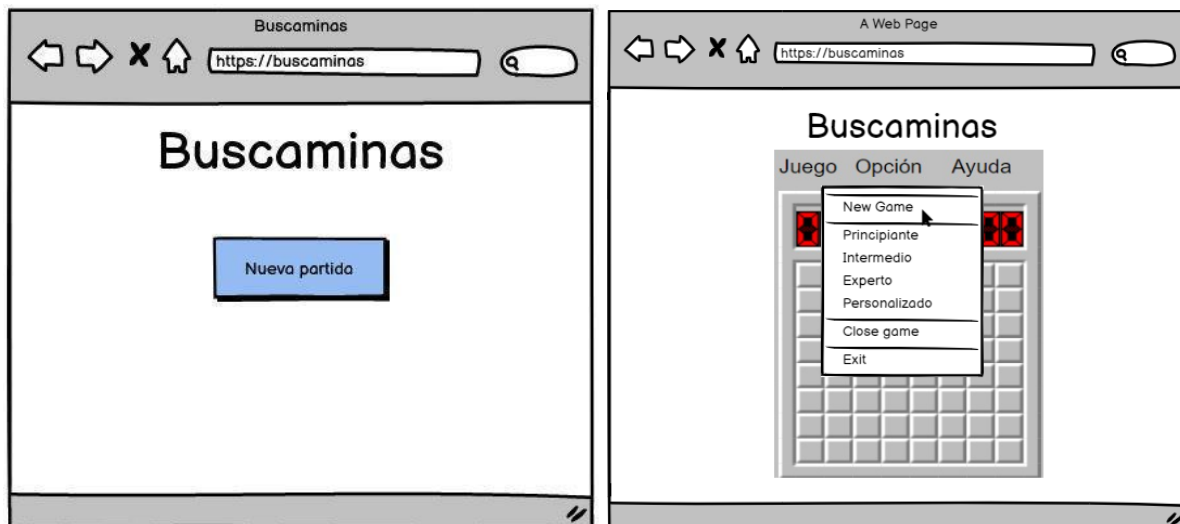 Buscaminas
https://buscaminas
Buscaminas
Nueva partida
A Web Page
https://buscaminas
Buscaminas
Juego Opción Ayuda
New Game
Principiante
Intermedio
Experto
Personalizado
Close game
Exit